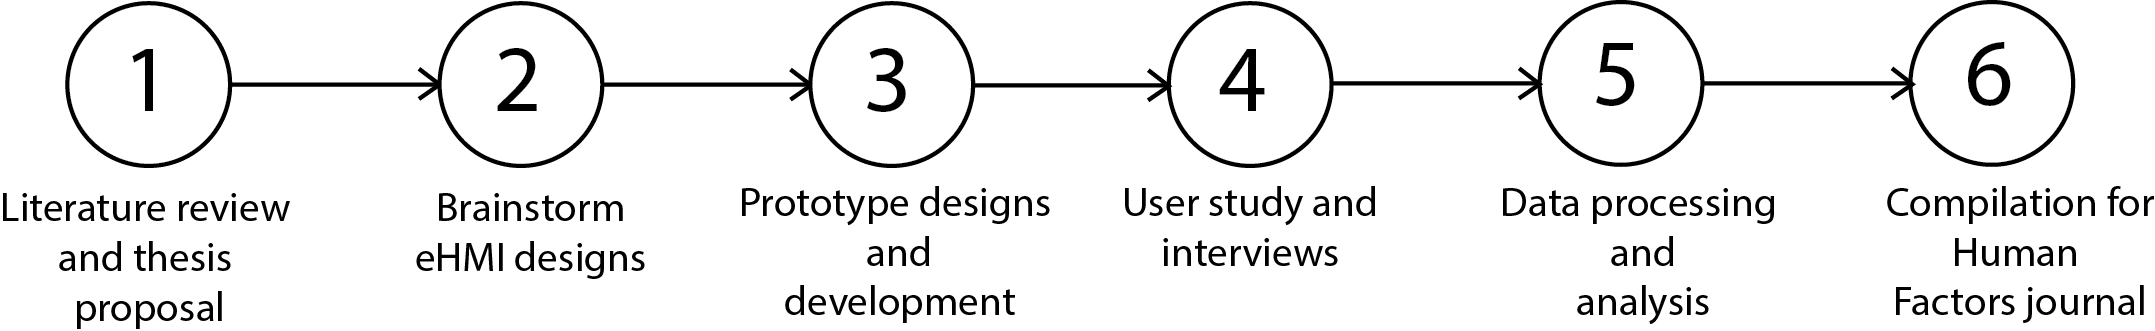 1
Literature review
and thesis
proposal
2
Brainstorm
eHMI designs
3
Prototype designs
and
development
4
User study and
interviews
5
Data processing
and
analysis
6
Compilation for
Human
Factors journal